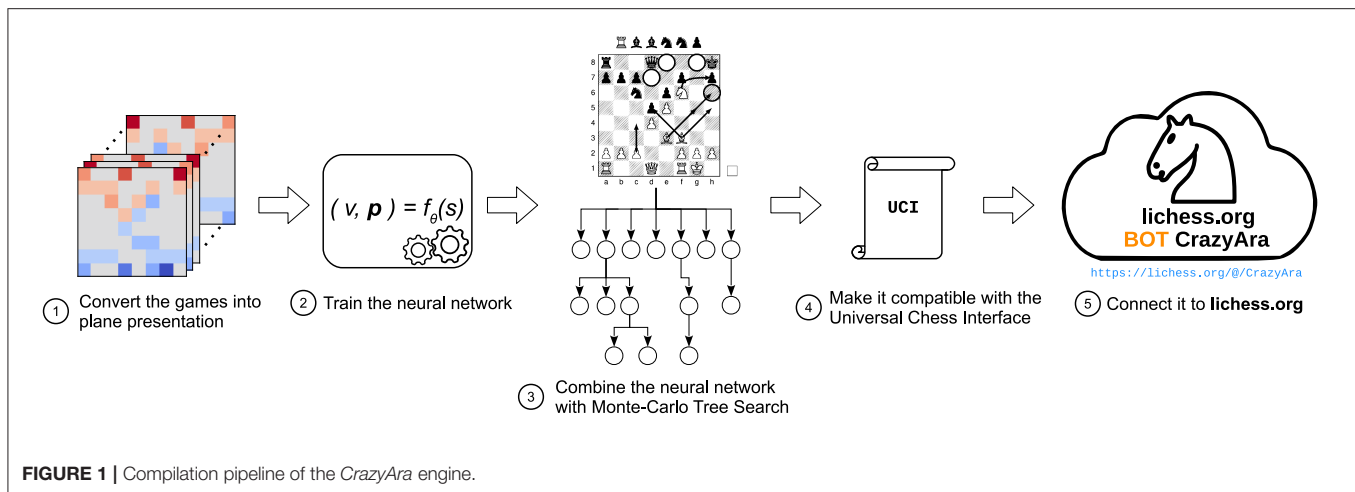 8
7
6
5
4
3
2
1
a b c d e f g h
( v, p ) = fθ(s)
UCI
lichess.org
BOT CrazyAra
https://lichess.org/@/CrazyAra
1 Convert the games into
plane presentation
2 Train the neural network
3 Combine the neural network
with Monte-Carlo Tree Search
4 Make it compatible with the
Universal Chess Interface
5 Connect it to lichess.org
FIGURE 1 | Compilation pipeline of the CrazyAra engine.